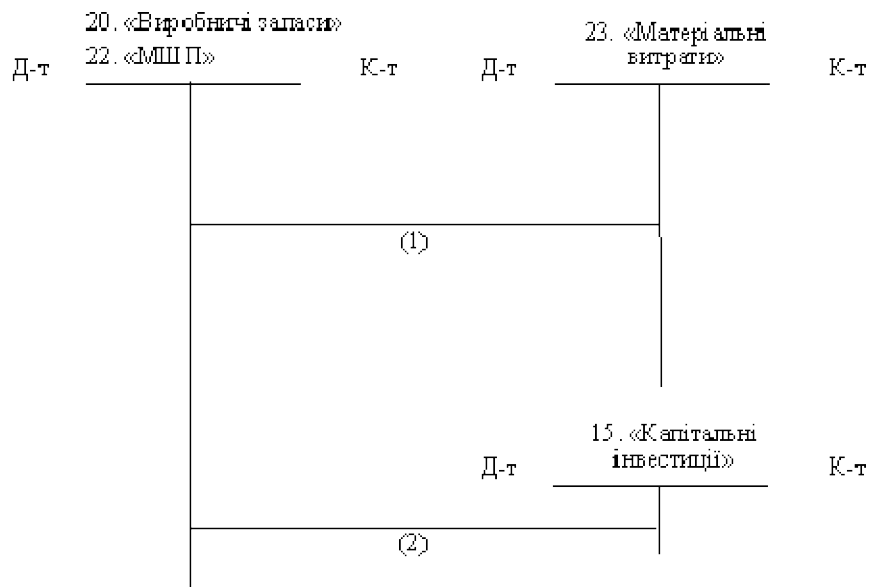 20. «Виробничі запаси»
22. «МШП»
Д-т
К-т
23. «Матеріальні
витрати»
Д-т
К-т
(1)
15. «Капітальні
інвестиції»
Д-т
К-т
(2)